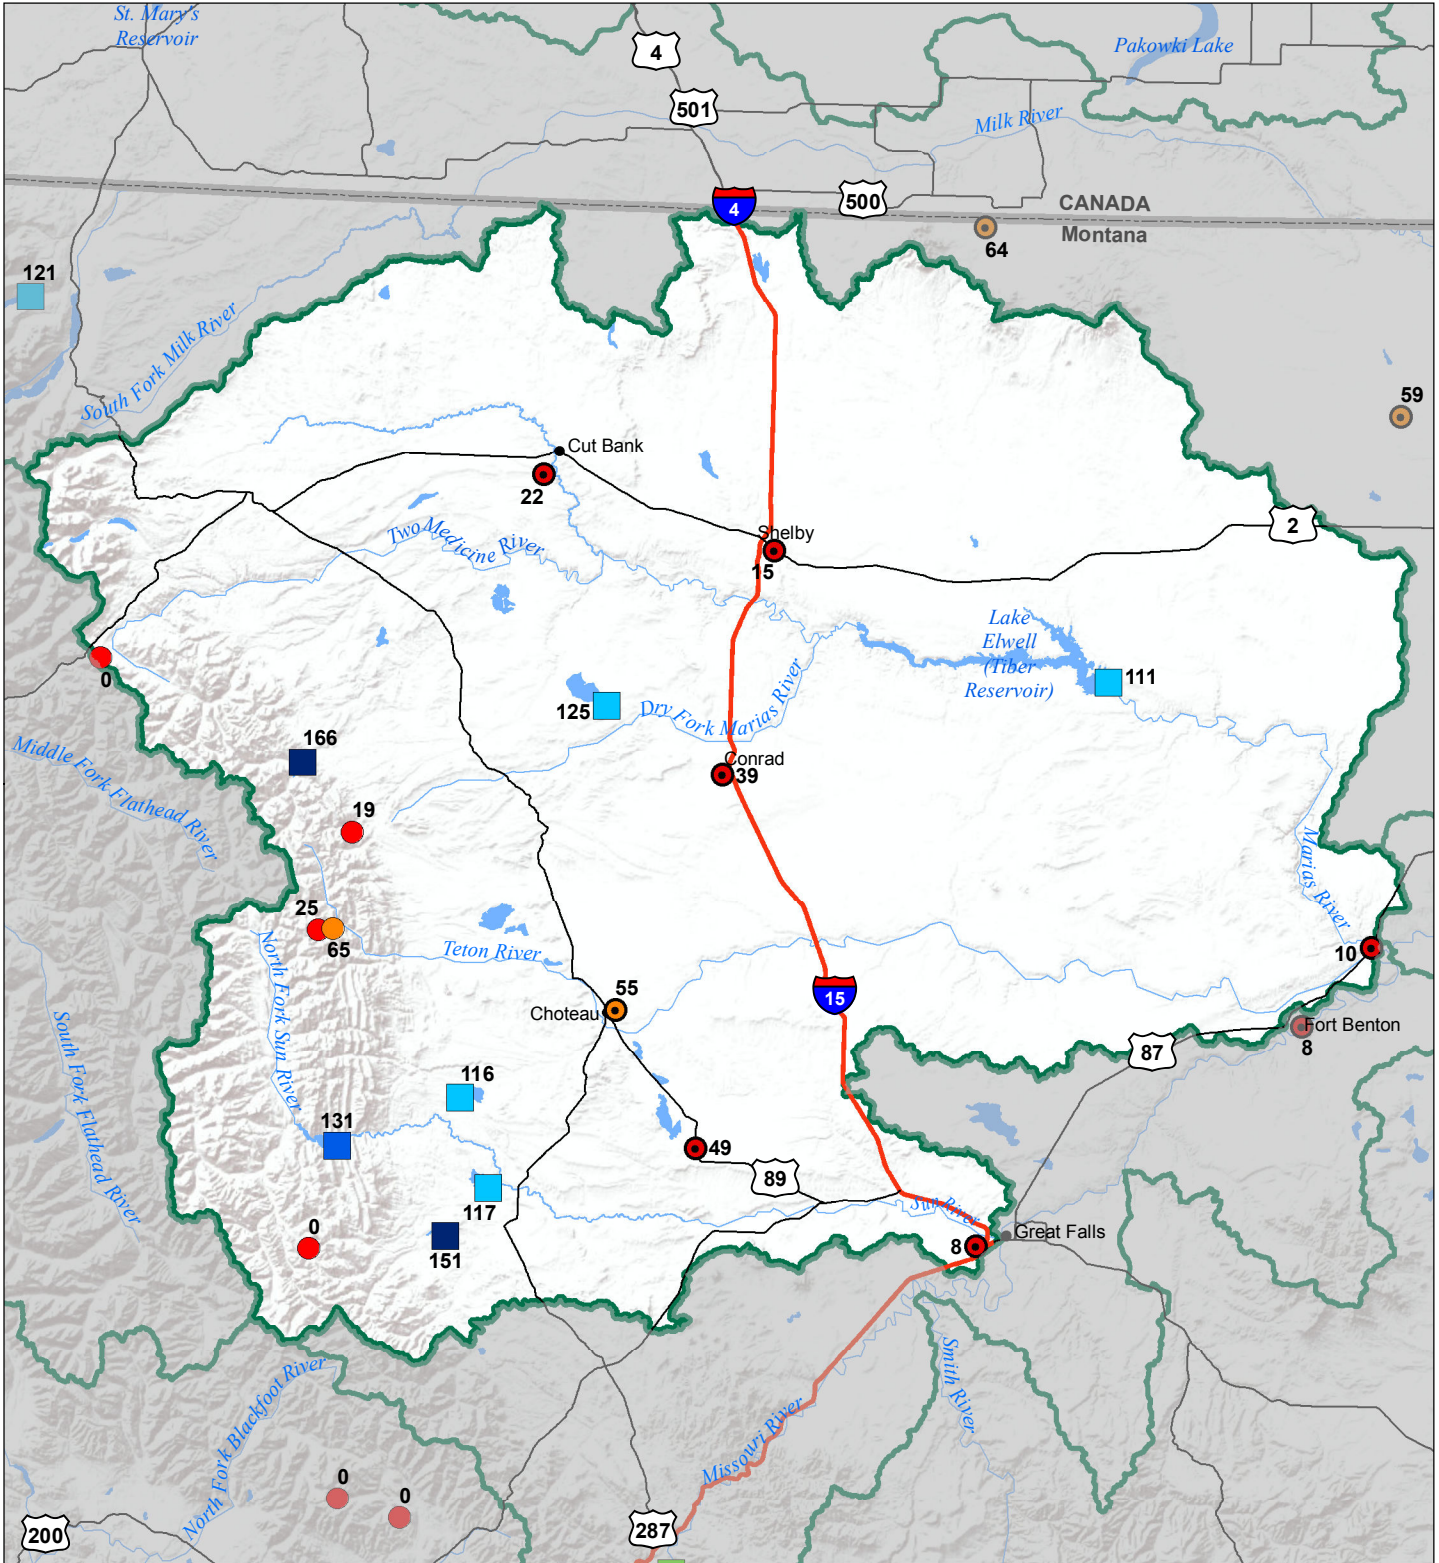 St. Mary's
Reservoir
4
Pakowki Lake
501
Milk River
500
4
CANADA
Montana
64
121
South Fork Milk River
59
Cut Bank
22
Two Medicine River
Shelby
15
2
Lake
Elwell
(Tiber
Reservoir)
111
0
125
Dry Fork Marias River
166
Middle Fork Flathead River
Conrad
39
19
Marias River
25
65
North Fork Sun River
Teton River
10
55
Choteau
15
Fort Benton
8
87
South Fork Flathead River
116
131
49
89
117
Sun River
0
151
8
Great Falls
North Fork Blackfoot River
Smith River
Missouri River
0
0
200
287